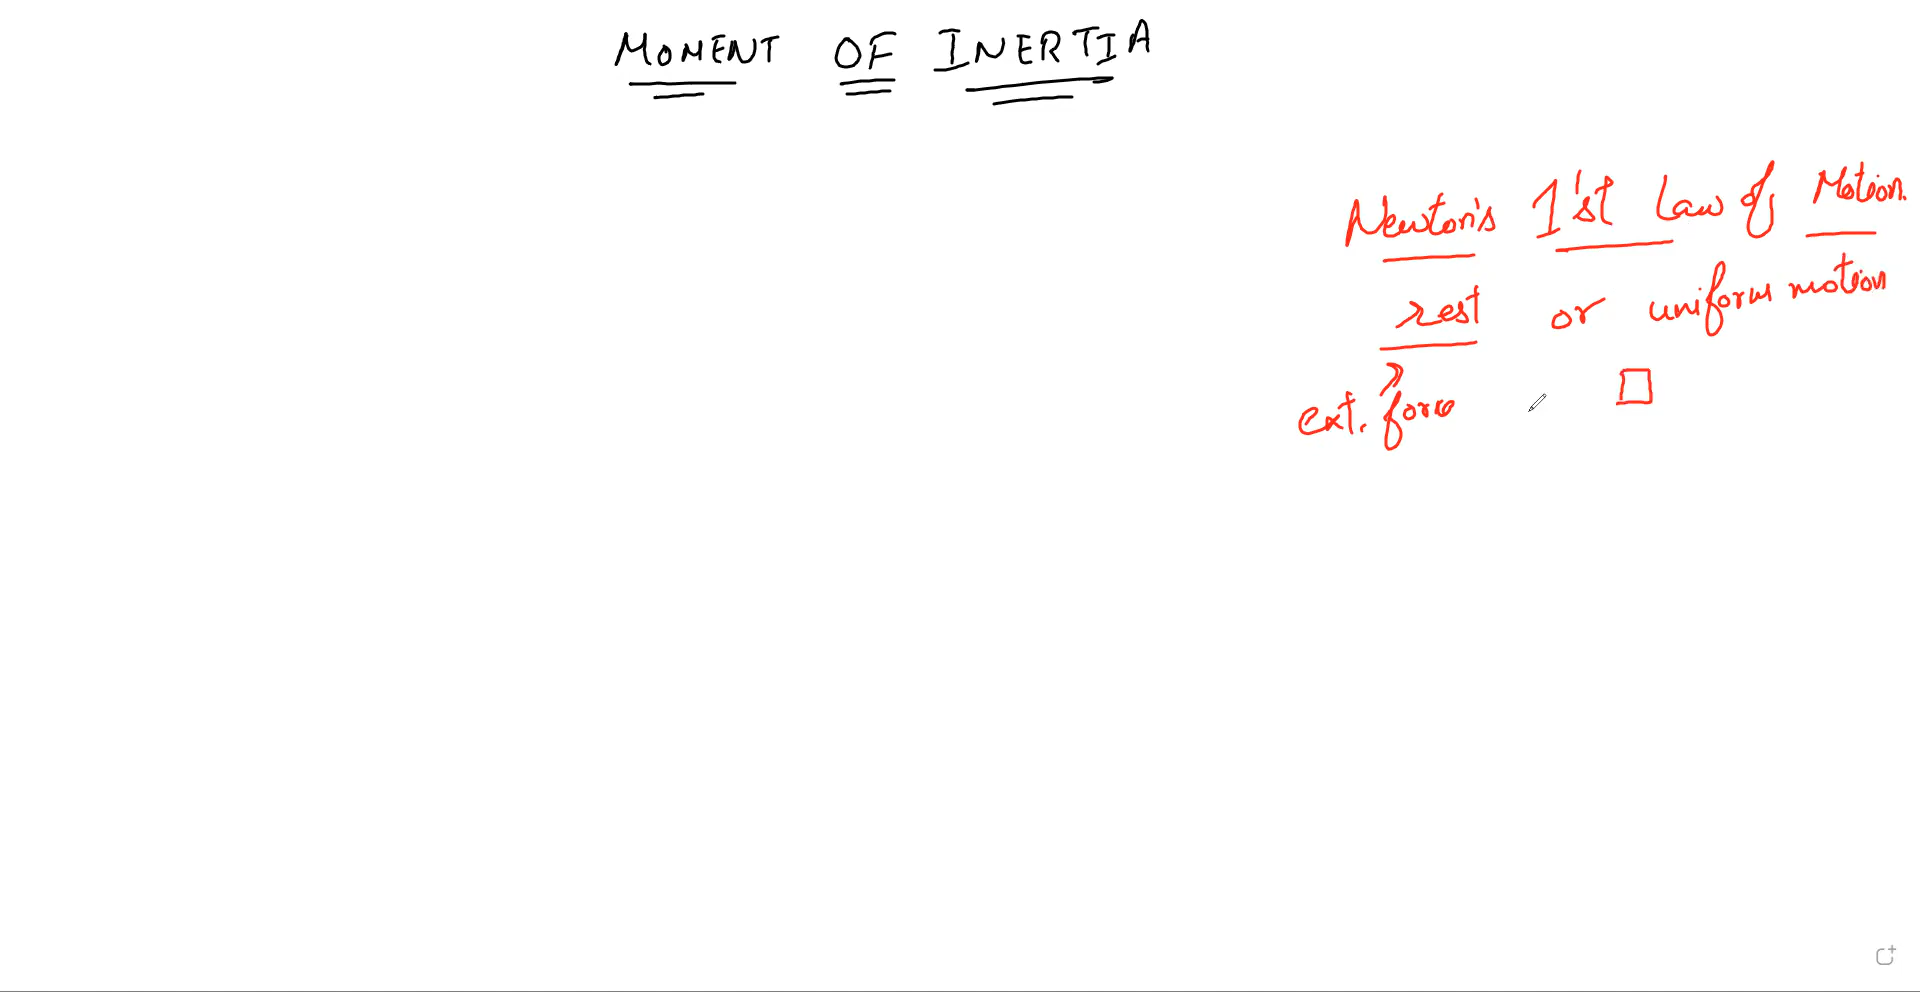 MOMENT OF INERTIA
Newton's 1'st Law of Motion.
rest or uniform motion
ext. force